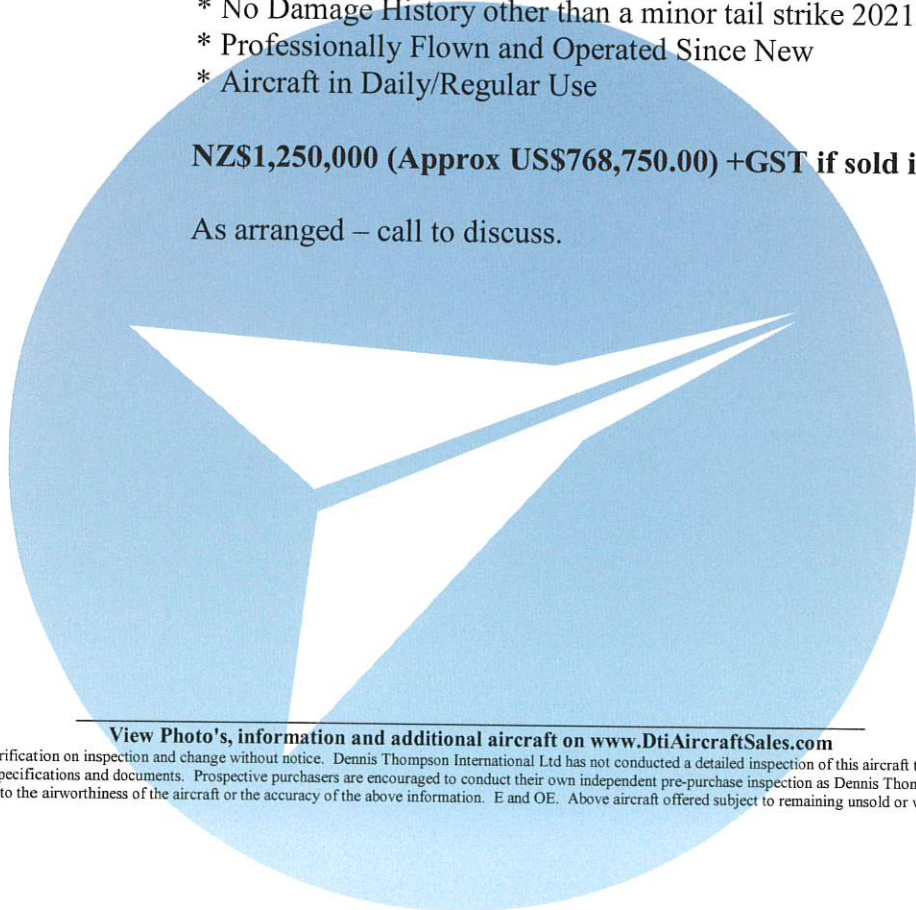 * No Damage History other than a minor tail strike 2021
* Professionally Flown and Operated Since New
* Aircraft in Daily/Regular Use
NZ$1,250,000 (Approx US$768,750.00) +GST if sold i
As arranged – call to discuss.
View Photo's, information and additional aircraft on www.DtiAircraftSales.com
rification on inspection and change without notice. Dennis Thompson International Ltd has not conducted a detailed inspection of this aircraft t
pecifications and documents. Prospective purchasers are encouraged to conduct their own independent pre-purchase inspection as Dennis Thom
to the airworthiness of the aircraft or the accuracy of the above information. E and OE. Above aircraft offered subject to remaining unsold or